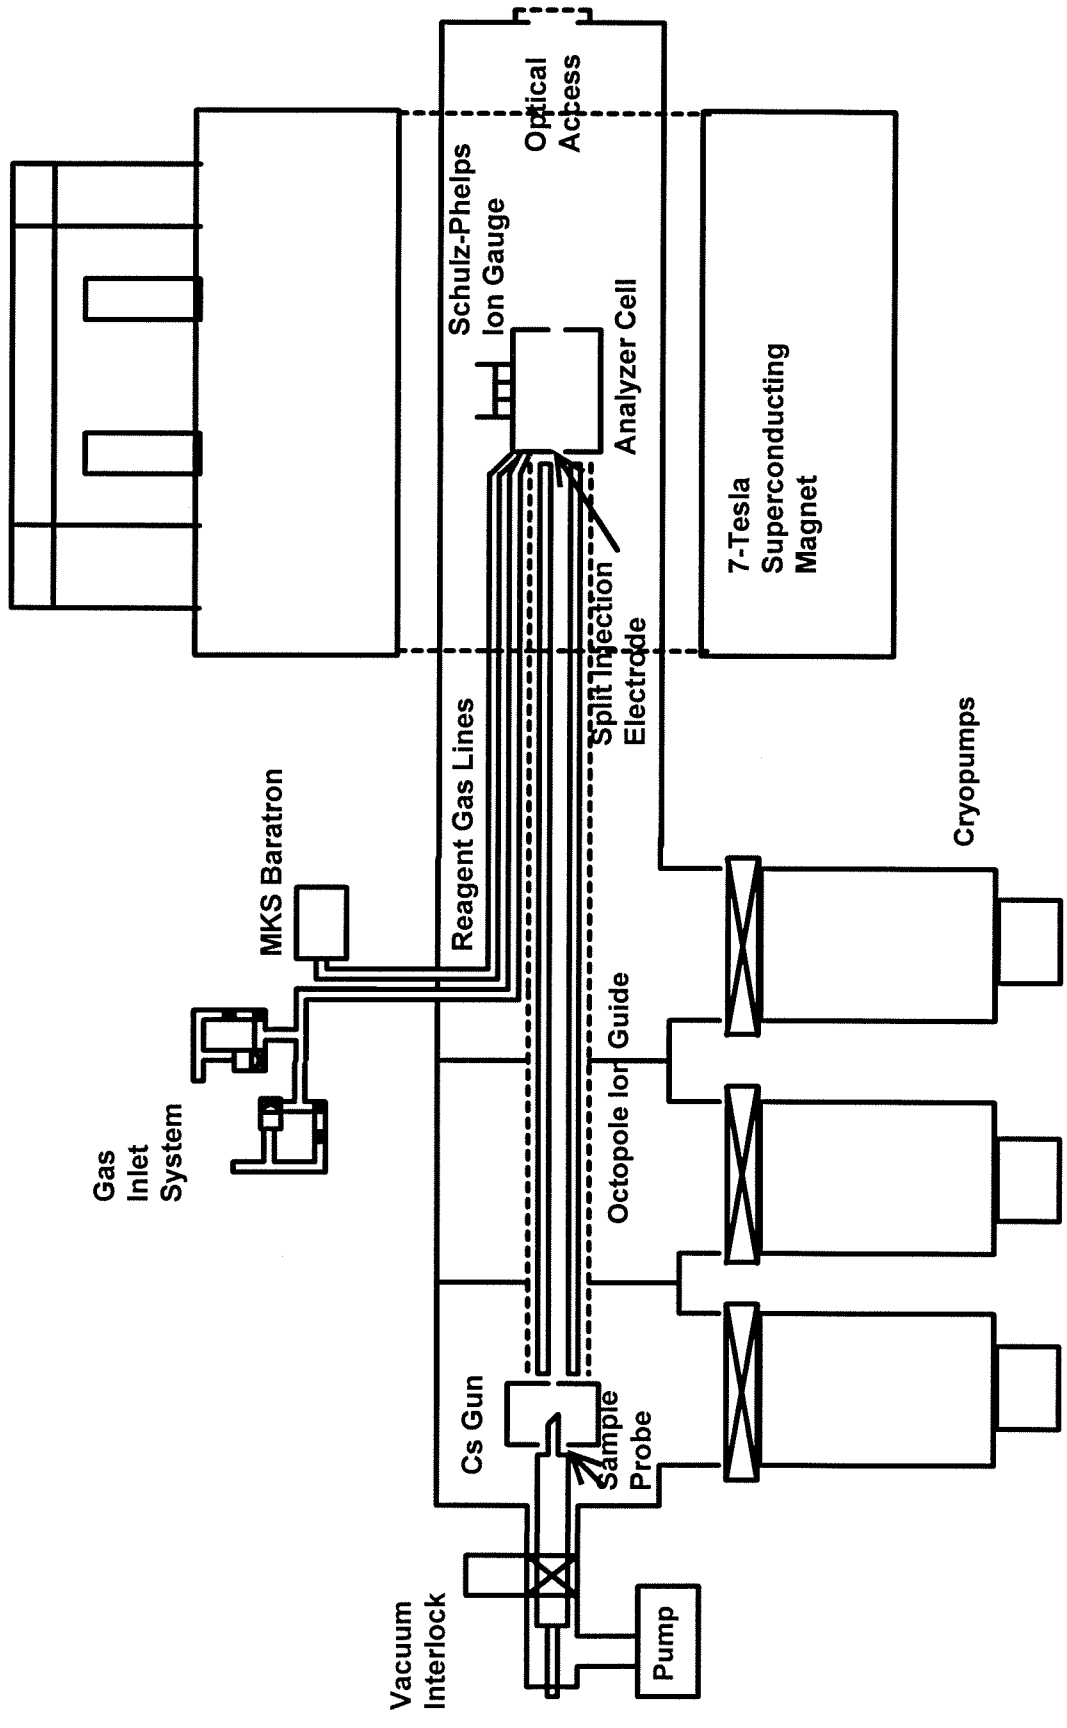 Vacuum
Interlock
Pump
Cs Gun
Sample
Probe
Gas
Inlet
System
MKS Baratron
Reagent Gas Lines
Octopole Ion Guide
Split Injection
Electrode
Schulz-Phelps
Ion Gauge
Analyzer Cell
Optical
Access
7-Tesla
Superconducting
Magnet
Cryopumps